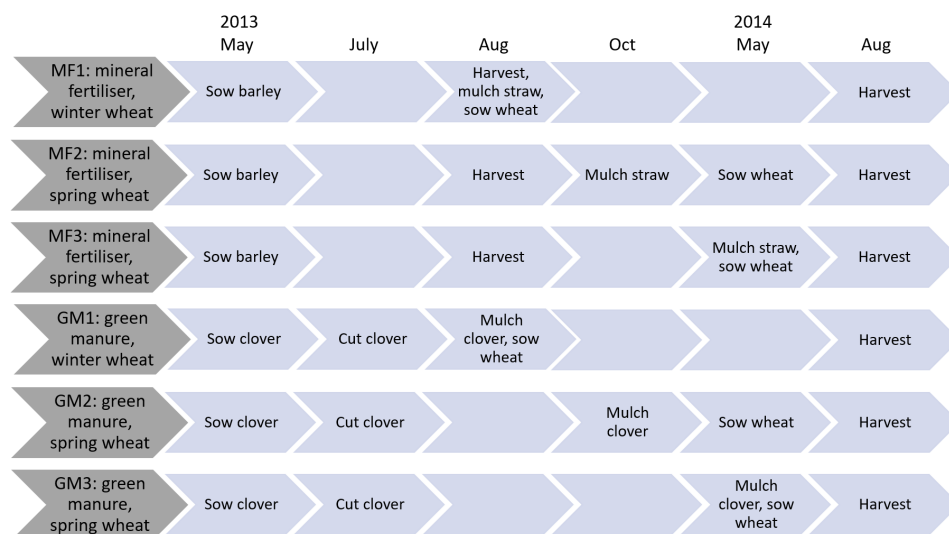 2013
2014
May
July
Aug
Oct
May
Aug
MF1: mineral
fertiliser,
winter wheat
Sow barley
Harvest,
mulch straw,
sow wheat
Harvest
MF2: mineral
fertiliser,
spring wheat
Sow barley
Harvest
Mulch straw
Sow wheat
Harvest
MF3: mineral
fertiliser,
spring wheat
Sow barley
Harvest
Mulch straw,
sow wheat
Harvest
GM1: green
manure,
winter wheat
Sow clover
Cut clover
Mulch
clover, sow
wheat
Harvest
GM2: green
manure,
spring wheat
Sow clover
Cut clover
Mulch
clover
Sow wheat
Harvest
GM3: green
manure,
spring wheat
Sow clover
Cut clover
Mulch
clover, sow
wheat
Harvest